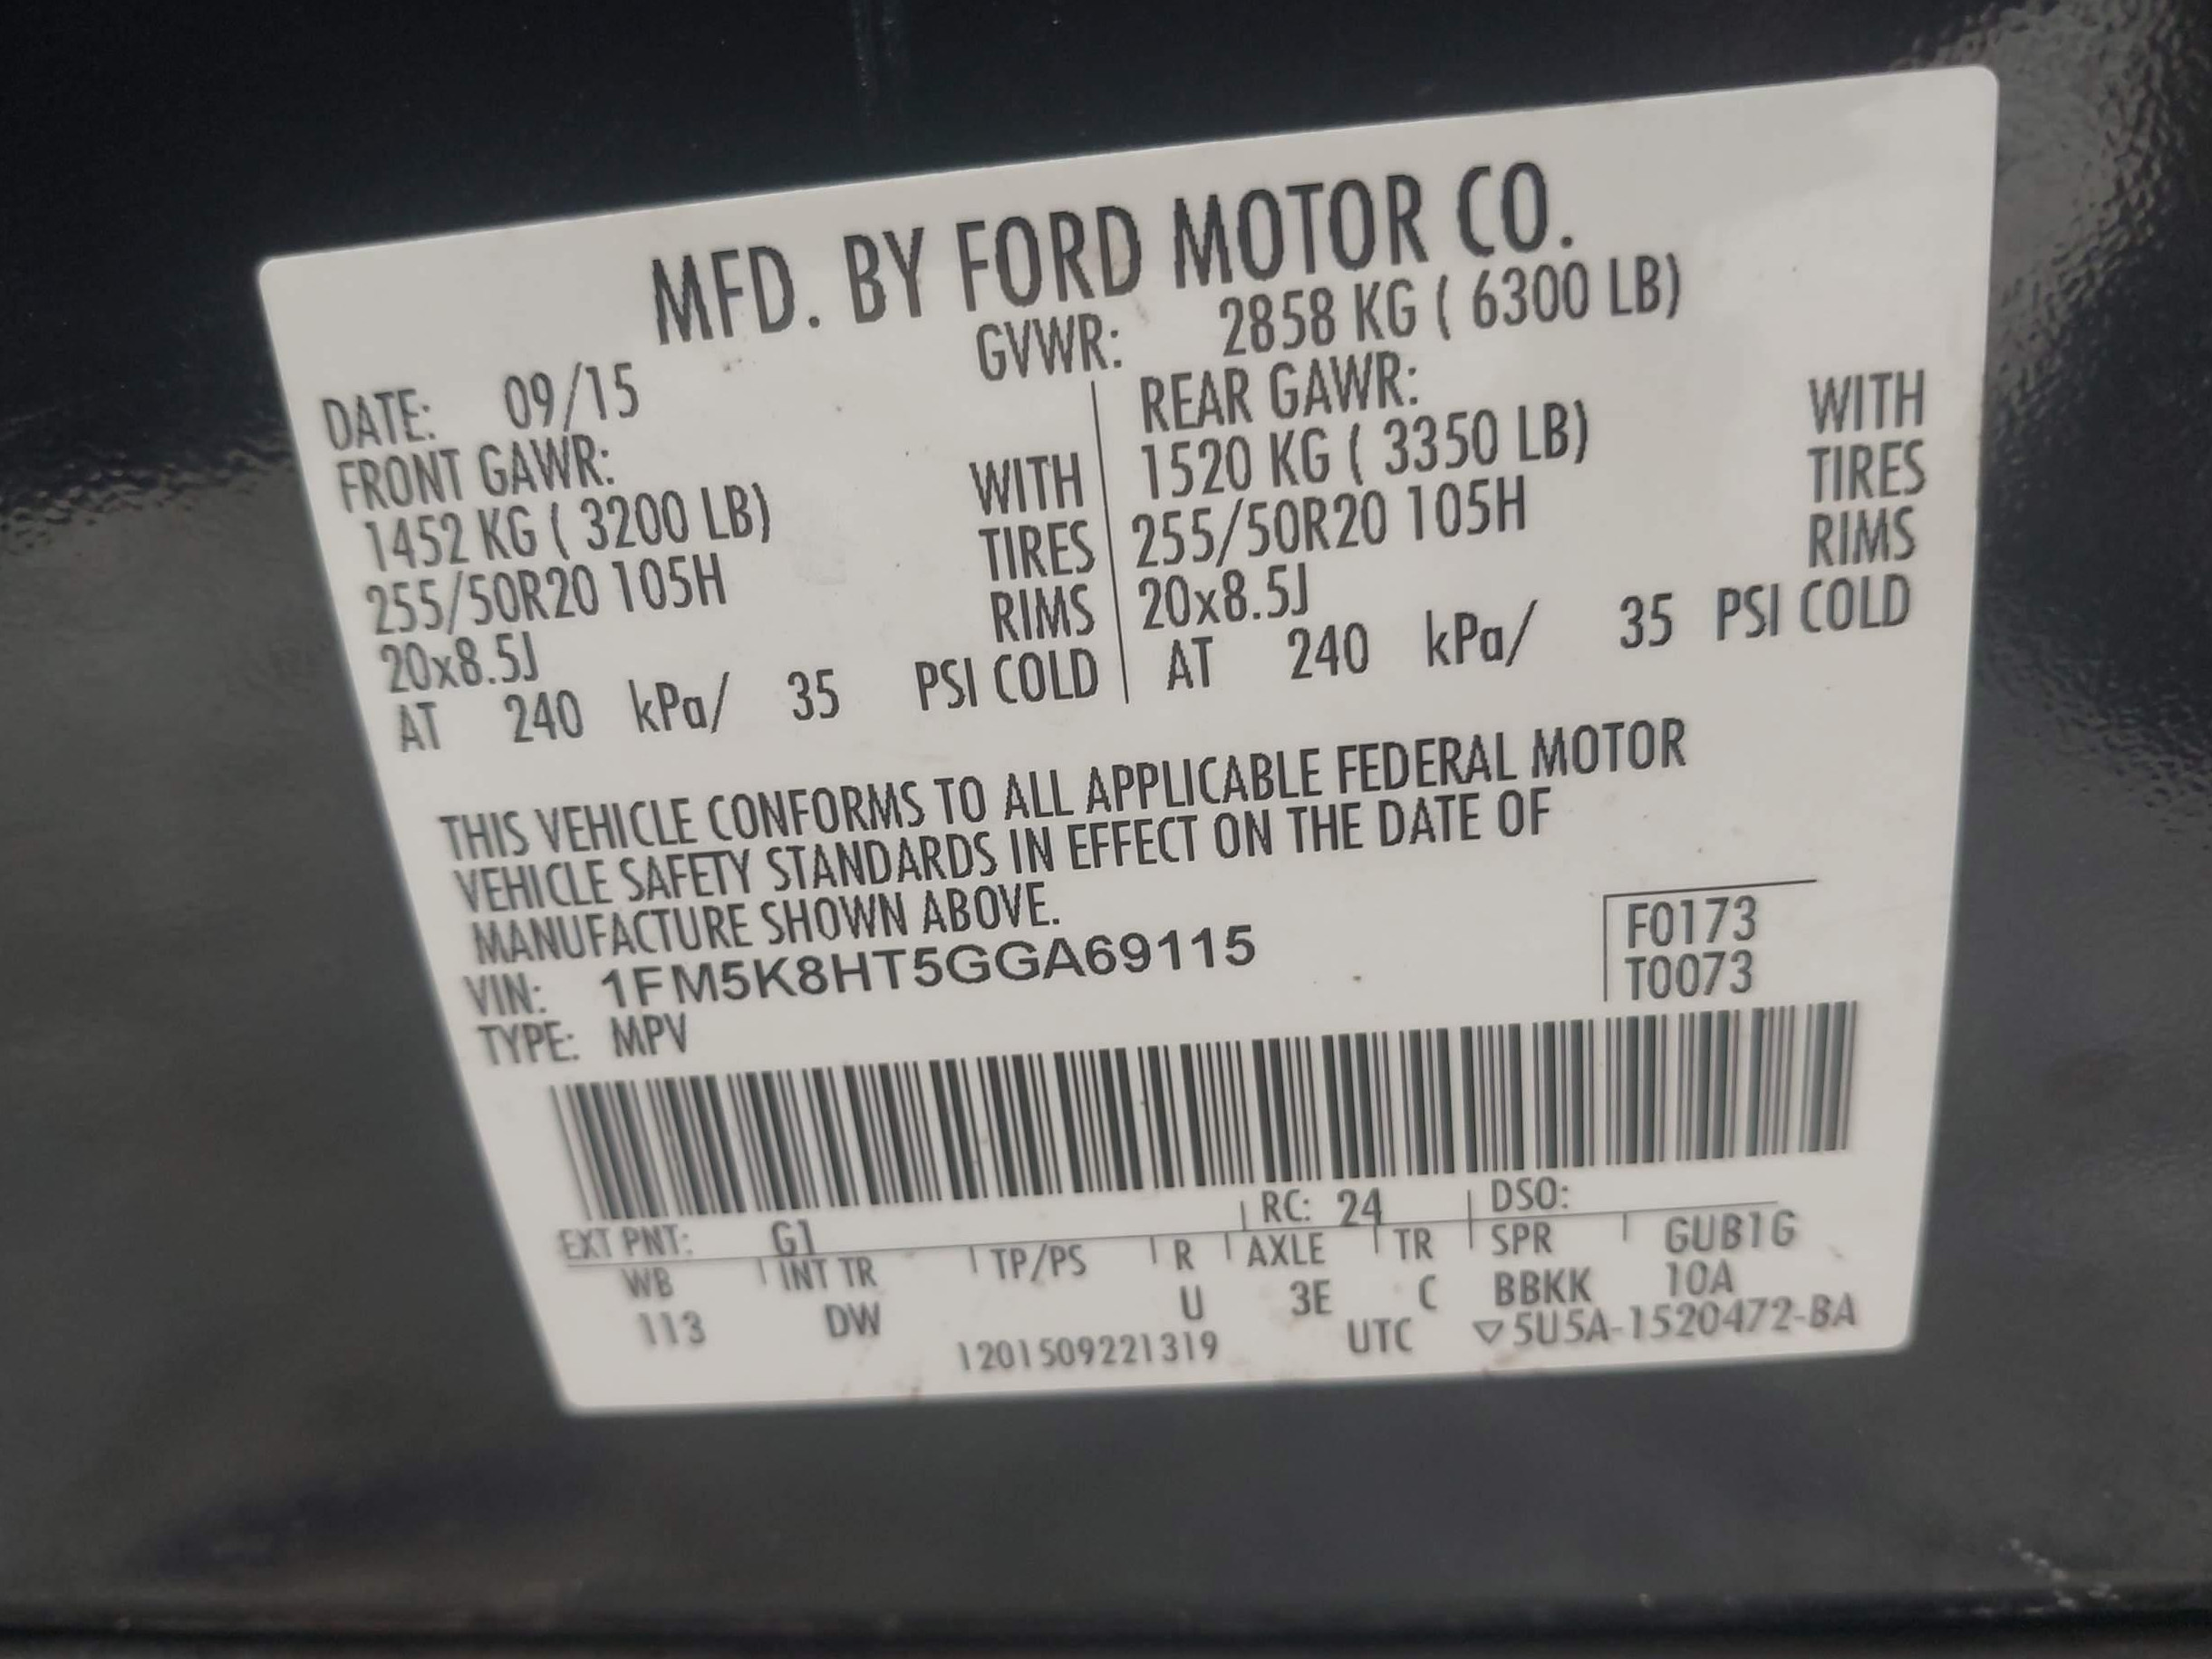 MFD. BY FORD MOTOR CO.
DATE: 09/15 GVWR: 2858 KG ( 6300 LB)
FRONT GAWR: REAR GAWR:
1452 KG ( 3200 LB) WITH 1520 KG ( 3350 LB) WITH
255/50R20 105H TIRES 255/50R20 105H TIRES
20x8.5J RIMS 20x8.5J RIMS
AT 240 kPa/ 35 PSI COLD AT 240 kPa/ 35 PSI COLD
THIS VEHICLE CONFORMS TO ALL APPLICABLE FEDERAL MOTOR
VEHICLE SAFETY STANDARDS IN EFFECT ON THE DATE OF
MANUFACTURE SHOWN ABOVE.
VIN: 1FM5K8HT5GGA69115 F0173
TYPE: MPV T0073
EXT PNT: G1 RC: 24 DSO:
WB INT TR TP/PS R AXLE TR SPR GUB1G
113 DW U 3E C BBKK 10A
1201509221319 UTC ▽5U5A-1520472-BA